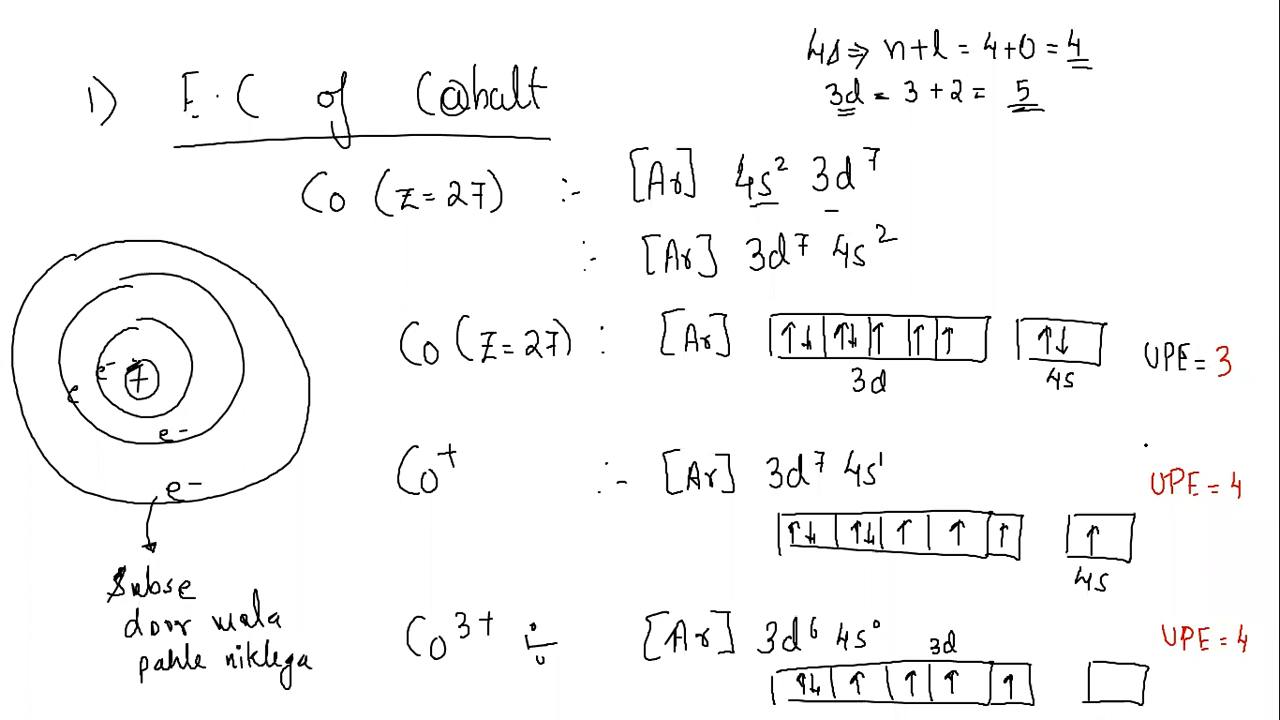 4s ⇒ n+l = 4+0 = 4
3d = 3+2 = 5
1) E.C of Cobalt
Co (Z=27) :- [Ar] 4s² 3d⁷
:- [Ar] 3d⁷ 4s²
Co (Z=27) : [Ar] ↑↓ ↑↓ ↑ ↑ ↑ ↑↓ UPE = 3
3d 4s
Co⁺ :- [Ar] 3d⁷ 4s¹ UPE = 4
↑↓ ↑↓ ↑ ↑ ↑ ↑
4s
Co³⁺ ÷ [Ar] 3d⁶ 4s⁰ 3d UPE = 4
↑↓ ↑ ↑ ↑ ↑
+
e-
e
e-
e-
Subse
door wala
pahle niklega